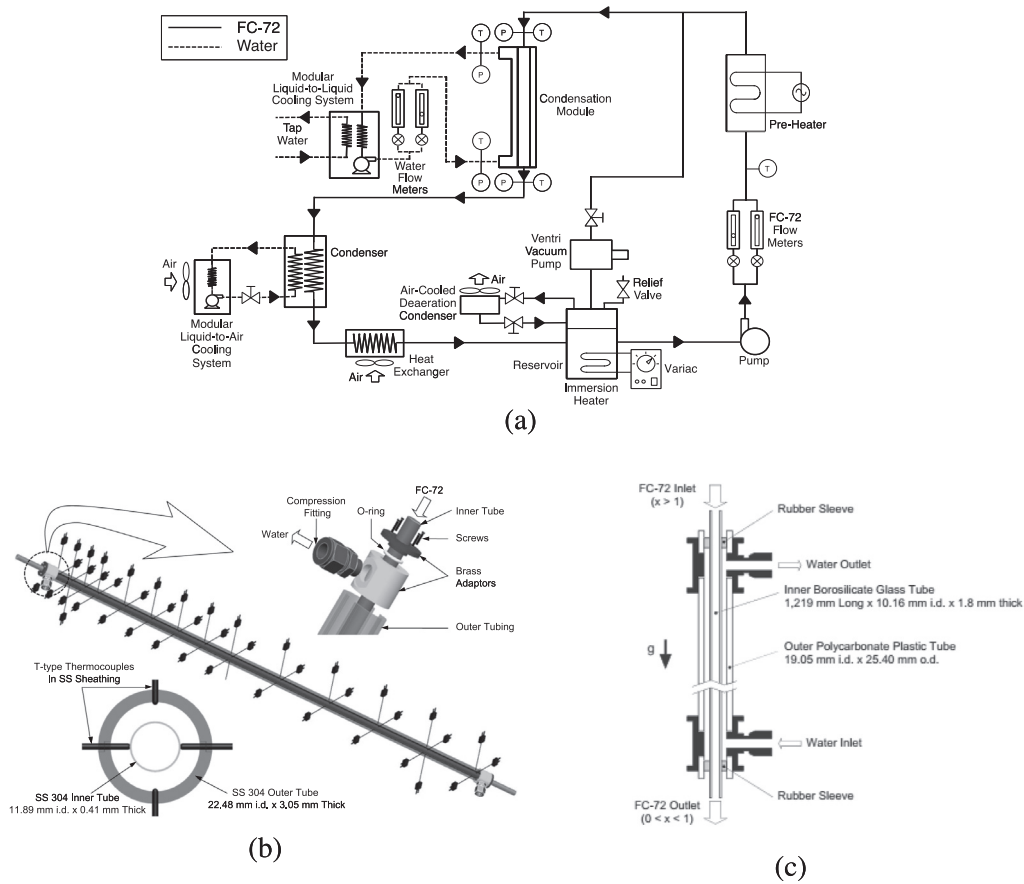 FC-72
Water
T
P
T
T
P
Modular
Liquid-to-Liquid
Cooling System
Tap
Water
Water
Flow
Meters
Condensation
Module
T
P
P
T
Pre-Heater
T
FC-72
Flow
Meters
Ventri
Vacuum
Pump
Relief
Valve
Condenser
Air
Modular
Liquid-to-Air
Cooling
System
Air-Cooled
Deaeration
Condenser
Air
Heat
Exchanger
Air
Reservoir
Immersion
Heater
Variac
Pump
(a)
FC-72
Compression
Fitting
O-ring
Inner Tube
Screws
Water
Brass
Adaptors
Outer Tubing
T-type Thermocouples
In SS Sheathing
SS 304 Inner Tube
11.89 mm i.d. x 0.41 mm Thick
SS 304 Outer Tube
22.48 mm i.d. x 3.05 mm Thick
(b)
FC-72 Inlet
(x > 1)
Rubber Sleeve
Water Outlet
Inner Borosilicate Glass Tube
1,219 mm Long x 10.16 mm i.d. x 1.8 mm thick
g
Outer Polycarbonate Plastic Tube
19.05 mm i.d. x 25.40 mm o.d.
Water Inlet
FC-72 Outlet
(0 < x < 1)
Rubber Sleeve
(c)